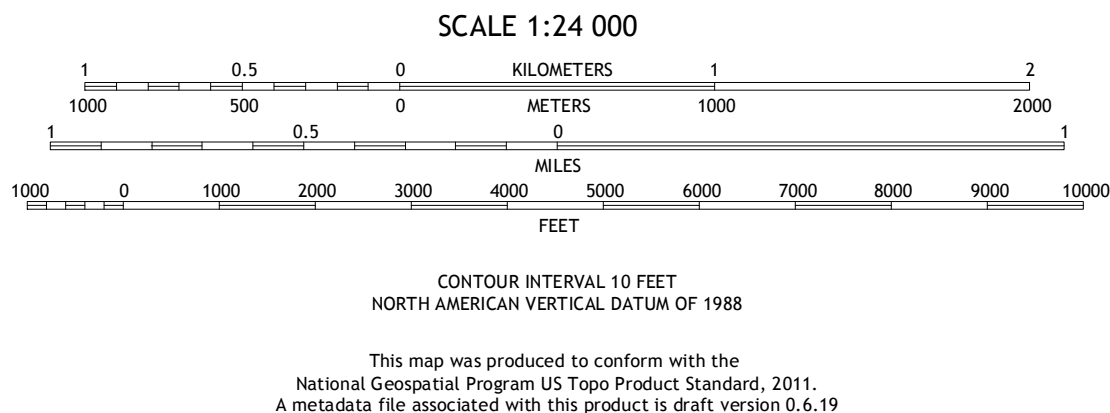 SCALE 1:24 000
1 0.5 0 KILOMETERS 1 2
1000 500 0 METERS 1000 2000
1 0.5 0 1
MILES
1000 0 1000 2000 3000 4000 5000 6000 7000 8000 9000 10000
FEET
CONTOUR INTERVAL 10 FEET
NORTH AMERICAN VERTICAL DATUM OF 1988
This map was produced to conform with the
National Geospatial Program US Topo Product Standard, 2011.
A metadata file associated with this product is draft version 0.6.19